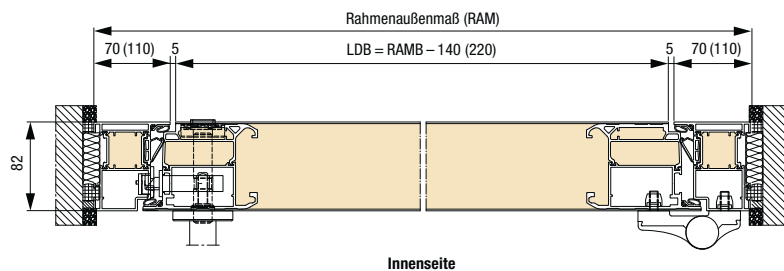 Rahmenaußenmaß (RAM)
70 (110) 5 LDB = RAMB – 140 (220) 5 70 (110)
82
Innenseite